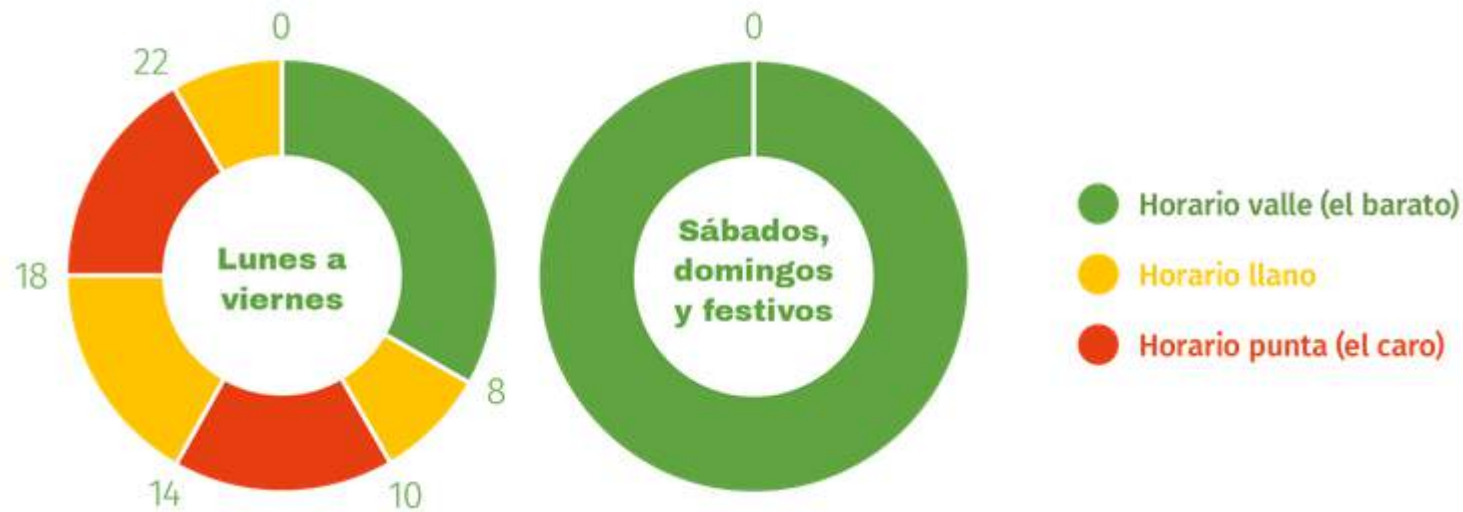 0
22
18
14
10
8
Lunes a
viernes
0
Sábados,
domingos
y festivos
Horario valle (el barato)
Horario llano
Horario punta (el caro)